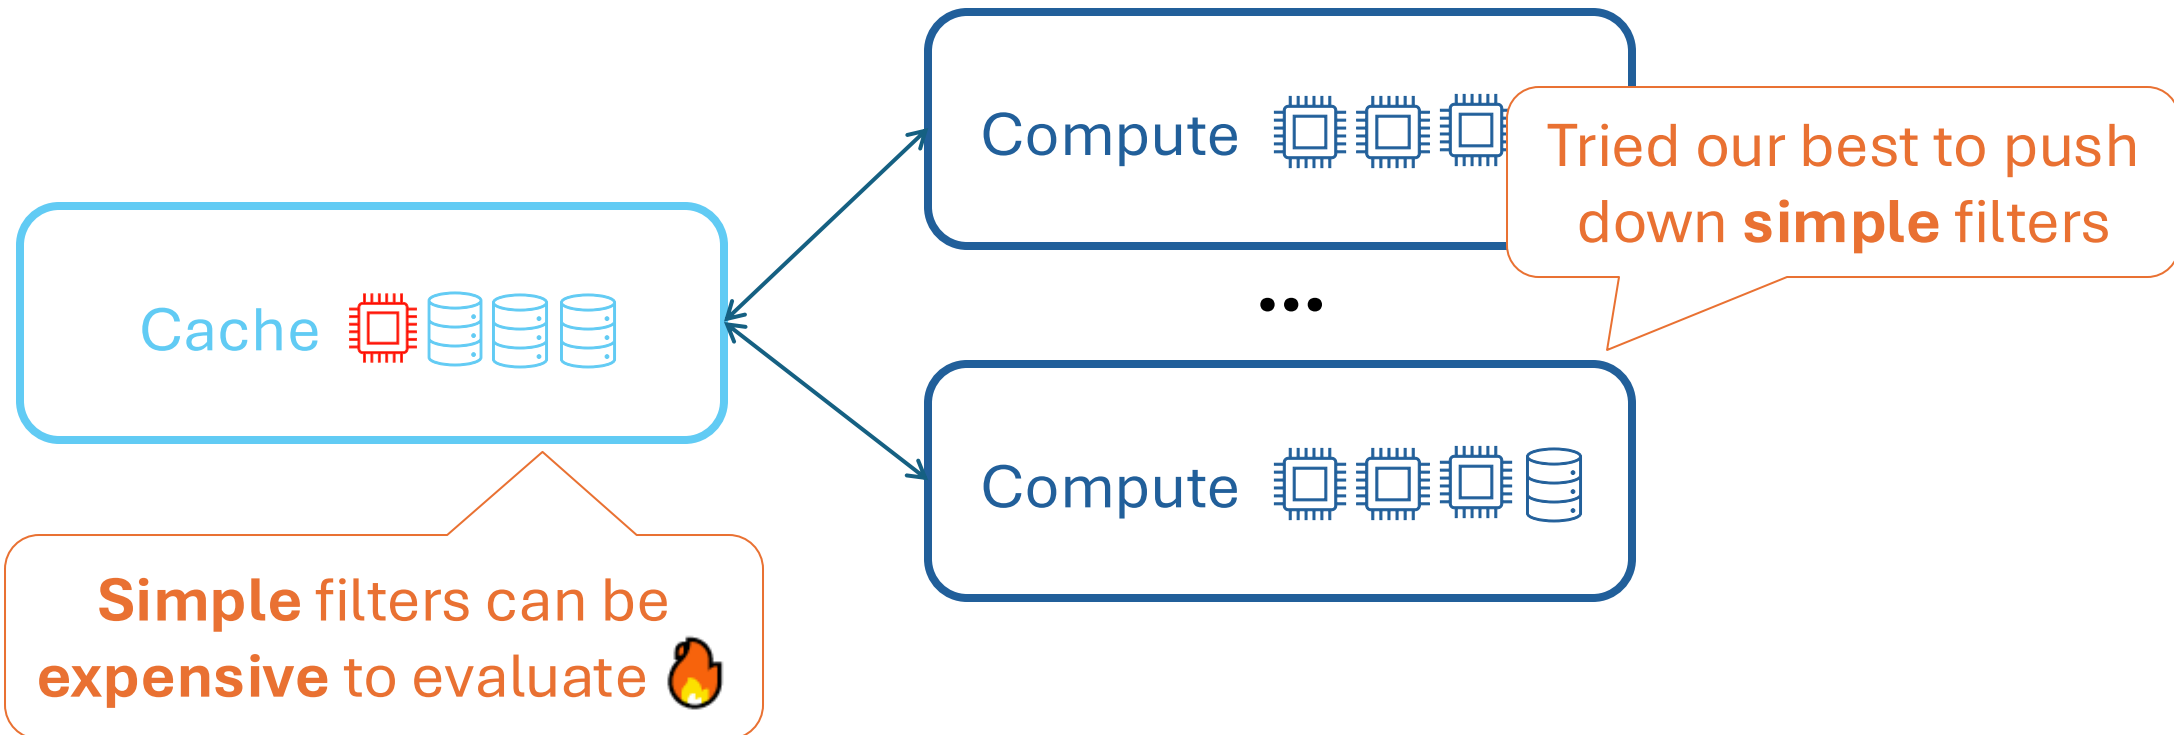 Compute
Tried our best to push
down simple filters
Cache
...
Compute
Simple filters can be
expensive to evaluate 🔥